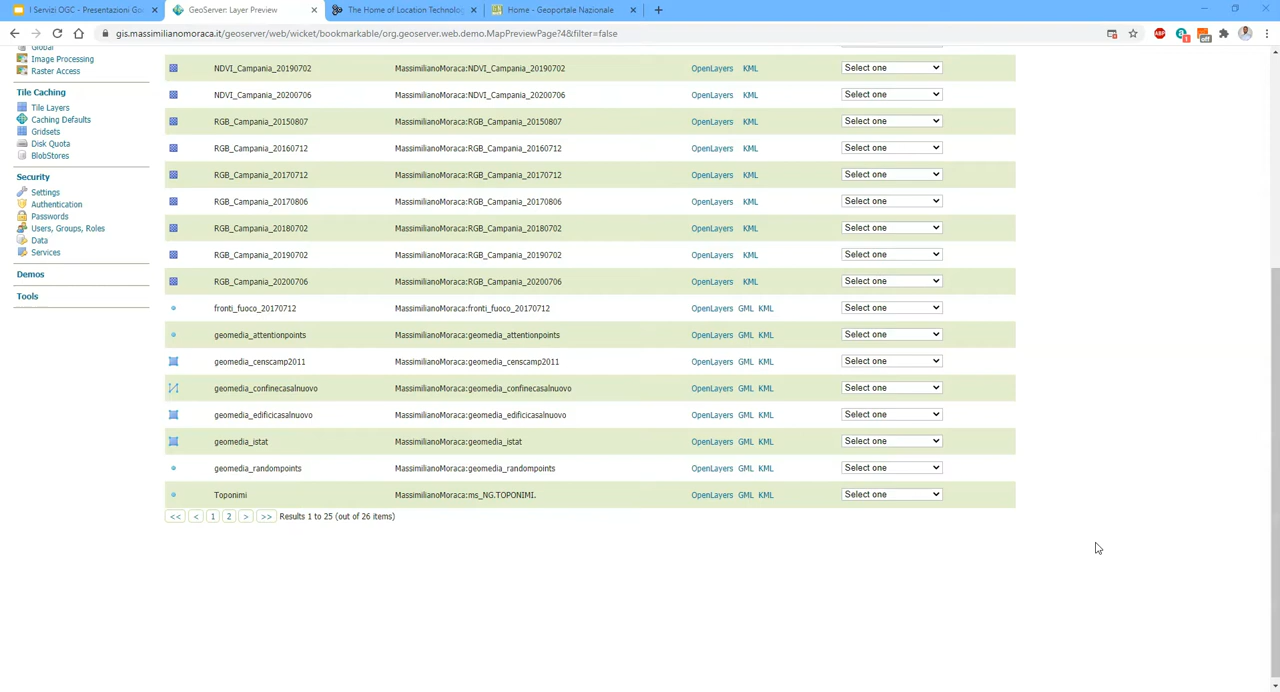 I Servizi OGC - Presentazioni Goo
GeoServer: Layer Preview
The Home of Location Technolog
Home - Geoportale Nazionale
gis.massimilianomoraca.it/geoserver/web/wicket/bookmarkable/org.geoserver.web.demo.MapPreviewPage?4&filter=false
Global
Image Processing
Raster Access
Tile Caching
Tile Layers
Caching Defaults
Gridsets
Disk Quota
BlobStores
Security
Settings
Authentication
Passwords
Users, Groups, Roles
Data
Services
Demos
Tools
NDVI_Campania_20190702 MassimilianoMoraca:NDVI_Campania_20190702 OpenLayers KML Select one
NDVI_Campania_20200706 MassimilianoMoraca:NDVI_Campania_20200706 OpenLayers KML Select one
RGB_Campania_20150807 MassimilianoMoraca:RGB_Campania_20150807 OpenLayers KML Select one
RGB_Campania_20160712 MassimilianoMoraca:RGB_Campania_20160712 OpenLayers KML Select one
RGB_Campania_20170712 MassimilianoMoraca:RGB_Campania_20170712 OpenLayers KML Select one
RGB_Campania_20170806 MassimilianoMoraca:RGB_Campania_20170806 OpenLayers KML Select one
RGB_Campania_20180702 MassimilianoMoraca:RGB_Campania_20180702 OpenLayers KML Select one
RGB_Campania_20190702 MassimilianoMoraca:RGB_Campania_20190702 OpenLayers KML Select one
RGB_Campania_20200706 MassimilianoMoraca:RGB_Campania_20200706 OpenLayers KML Select one
fronti_fuoco_20170712 MassimilianoMoraca:fronti_fuoco_20170712 OpenLayers GML KML Select one
geomedia_attentionpoints MassimilianoMoraca:geomedia_attentionpoints OpenLayers GML KML Select one
geomedia_censcamp2011 MassimilianoMoraca:geomedia_censcamp2011 OpenLayers GML KML Select one
geomedia_confinecasalnuovo MassimilianoMoraca:geomedia_confinecasalnuovo OpenLayers GML KML Select one
geomedia_edificicasalnuovo MassimilianoMoraca:geomedia_edificicasalnuovo OpenLayers GML KML Select one
geomedia_istat MassimilianoMoraca:geomedia_istat OpenLayers GML KML Select one
geomedia_randompoints MassimilianoMoraca:geomedia_randompoints OpenLayers GML KML Select one
Toponimi MassimilianoMoraca:ms_NG.TOPONIMI. OpenLayers GML KML Select one
<< < 1 2 > >> Results 1 to 25 (out of 26 items)